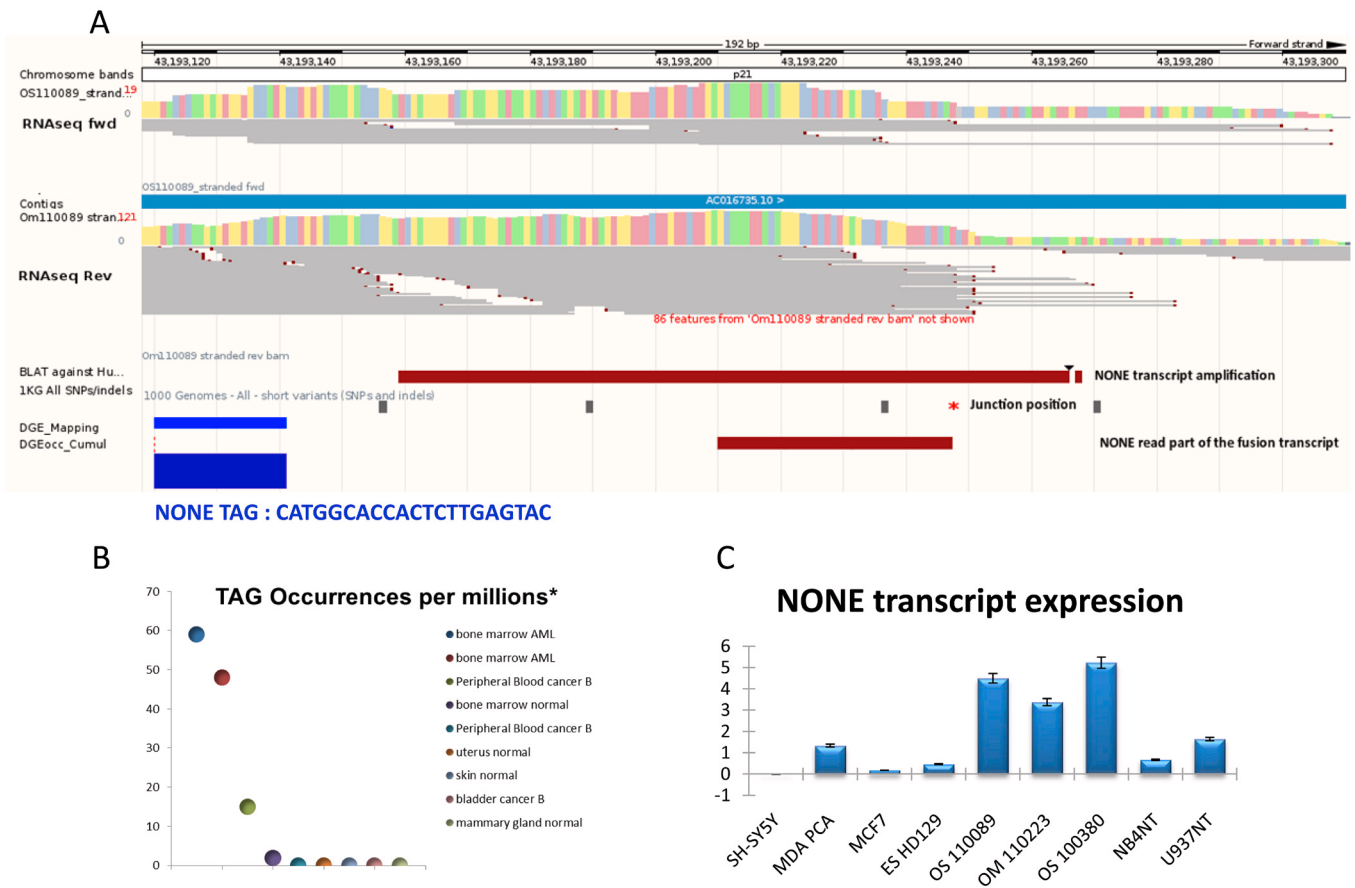 A
192 bp
Forward strand
43,193,120 43,193,140 43,193,160 43,193,180 43,193,200 43,193,220 43,193,240 43,193,260 43,193,280 43,193,300
Chromosome bands
p21
OS110089_strand...
19
0
RNAseq fwd
OS110089_stranded fwd
Contigs
AC016735.10 >
Om110089 stran...
121
0
RNAseq Rev
86 features from 'Om110089 stranded rev bam' not shown
Om110089 stranded rev bam
BLAT against Hu...
NONE transcript amplification
1KG All SNPs/indels
1000 Genomes - All - short variants (SNPs and indels)
* Junction position
DGE_Mapping
DGEocc_Cumul
NONE read part of the fusion transcript
NONE TAG : CATGGCACCACTCTTGAGTAC
B
TAG Occurrences per millions*
70
60
50
40
30
20
10
0
bone marrow AML
bone marrow AML
Peripheral Blood cancer B
bone marrow normal
Peripheral Blood cancer B
uterus normal
skin normal
bladder cancer B
mammary gland normal
C
NONE transcript expression
6
5
4
3
2
1
0
-1
SH-SY5Y
MDA PCA
MCF7
ES HD129
OS 110089
OM 110223
OS 100380
NB4NT
U937NT